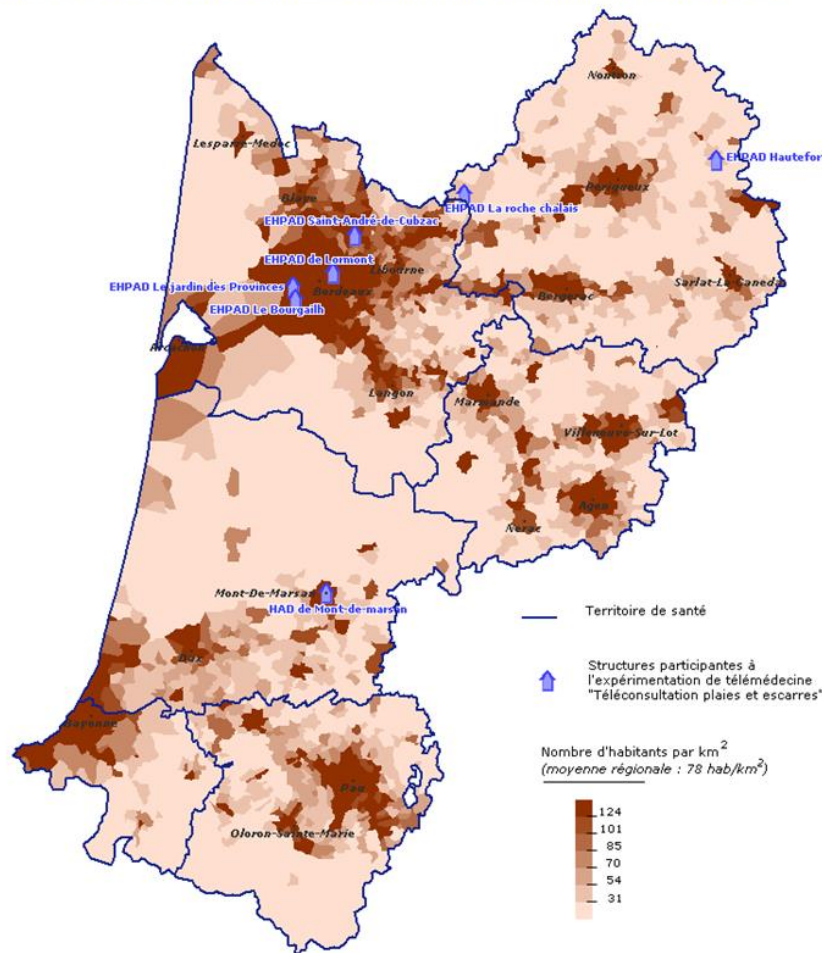 Nontron
Lesparre-Medoc
EHPAD Hautefor
Périgueux
Blaye
EHPAD La roche chalais
EHPAD Saint-André-de-Cubzac
EHPAD de Lormont
Libourne
EHPAD Le jardin des Provinces
Bordeaux
Bergerac
Sarlat-La Caneda
EHPAD Le Bourgailh
Arcachon
Langon
Marmande
Villeneuve-Sur-Lot
Agen
Nerac
Mont-De-Marsan
HAD de Mont-de-marsan
Territoire de santé
Dax
Structures participantes à
l'expérimentation de télémédecine
"Téléconsultation plaies et escarres"
Bayonne
Nombre d'habitants par km²
(moyenne régionale : 78 hab/km²)
Pau
Oloron-Sainte-Marie
124
101
85
70
54
31